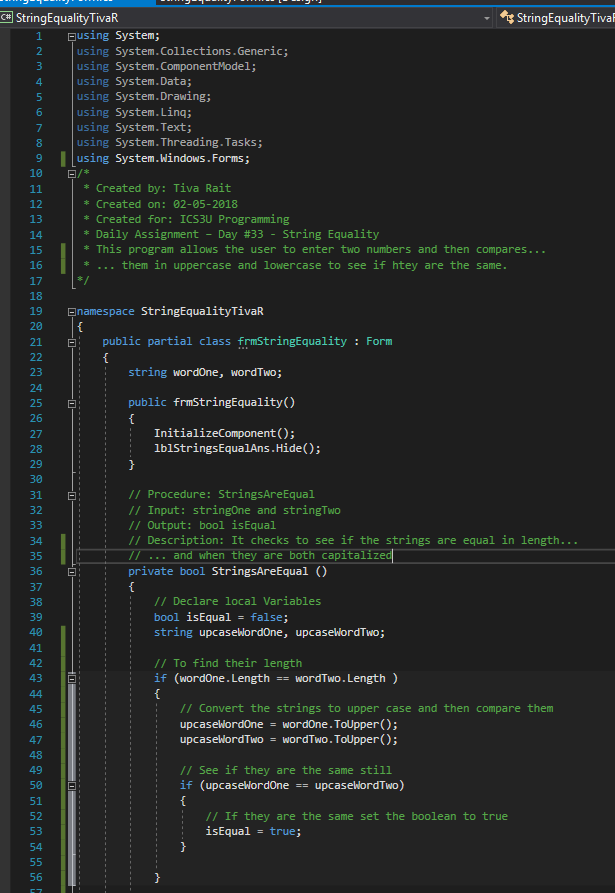 StringEqualityTivaR StringEqualityTivaR
1 using System;
2 using System.Collections.Generic;
3 using System.ComponentModel;
4 using System.Data;
5 using System.Drawing;
6 using System.Linq;
7 using System.Text;
8 using System.Threading.Tasks;
9 using System.Windows.Forms;
10 /*
11 * Created by: Tiva Rait
12 * Created on: 02-05-2018
13 * Created for: ICS3U Programming
14 * Daily Assignment – Day #33 - String Equality
15 * This program allows the user to enter two numbers and then compares...
16 * ... them in uppercase and lowercase to see if htey are the same.
17 */
18
19 namespace StringEqualityTivaR
20 {
21 public partial class frmStringEquality : Form
22 {
23 string wordOne, wordTwo;
24
25 public frmStringEquality()
26 {
27 InitializeComponent();
28 lblStringsEqualAns.Hide();
29 }
30
31 // Procedure: StringsAreEqual
32 // Input: stringOne and stringTwo
33 // Output: bool isEqual
34 // Description: It checks to see if the strings are equal in length...
35 // ... and when they are both capitalized
36 private bool StringsAreEqual ()
37 {
38 // Declare local Variables
39 bool isEqual = false;
40 string upcaseWordOne, upcaseWordTwo;
41
42 // To find their length
43 if (wordOne.Length == wordTwo.Length )
44 {
45 // Convert the strings to upper case and then compare them
46 upcaseWordOne = wordOne.ToUpper();
47 upcaseWordTwo = wordTwo.ToUpper();
48
49 // See if they are the same still
50 if (upcaseWordOne == upcaseWordTwo)
51 {
52 // If they are the same set the boolean to true
53 isEqual = true;
54 }
55
56 }